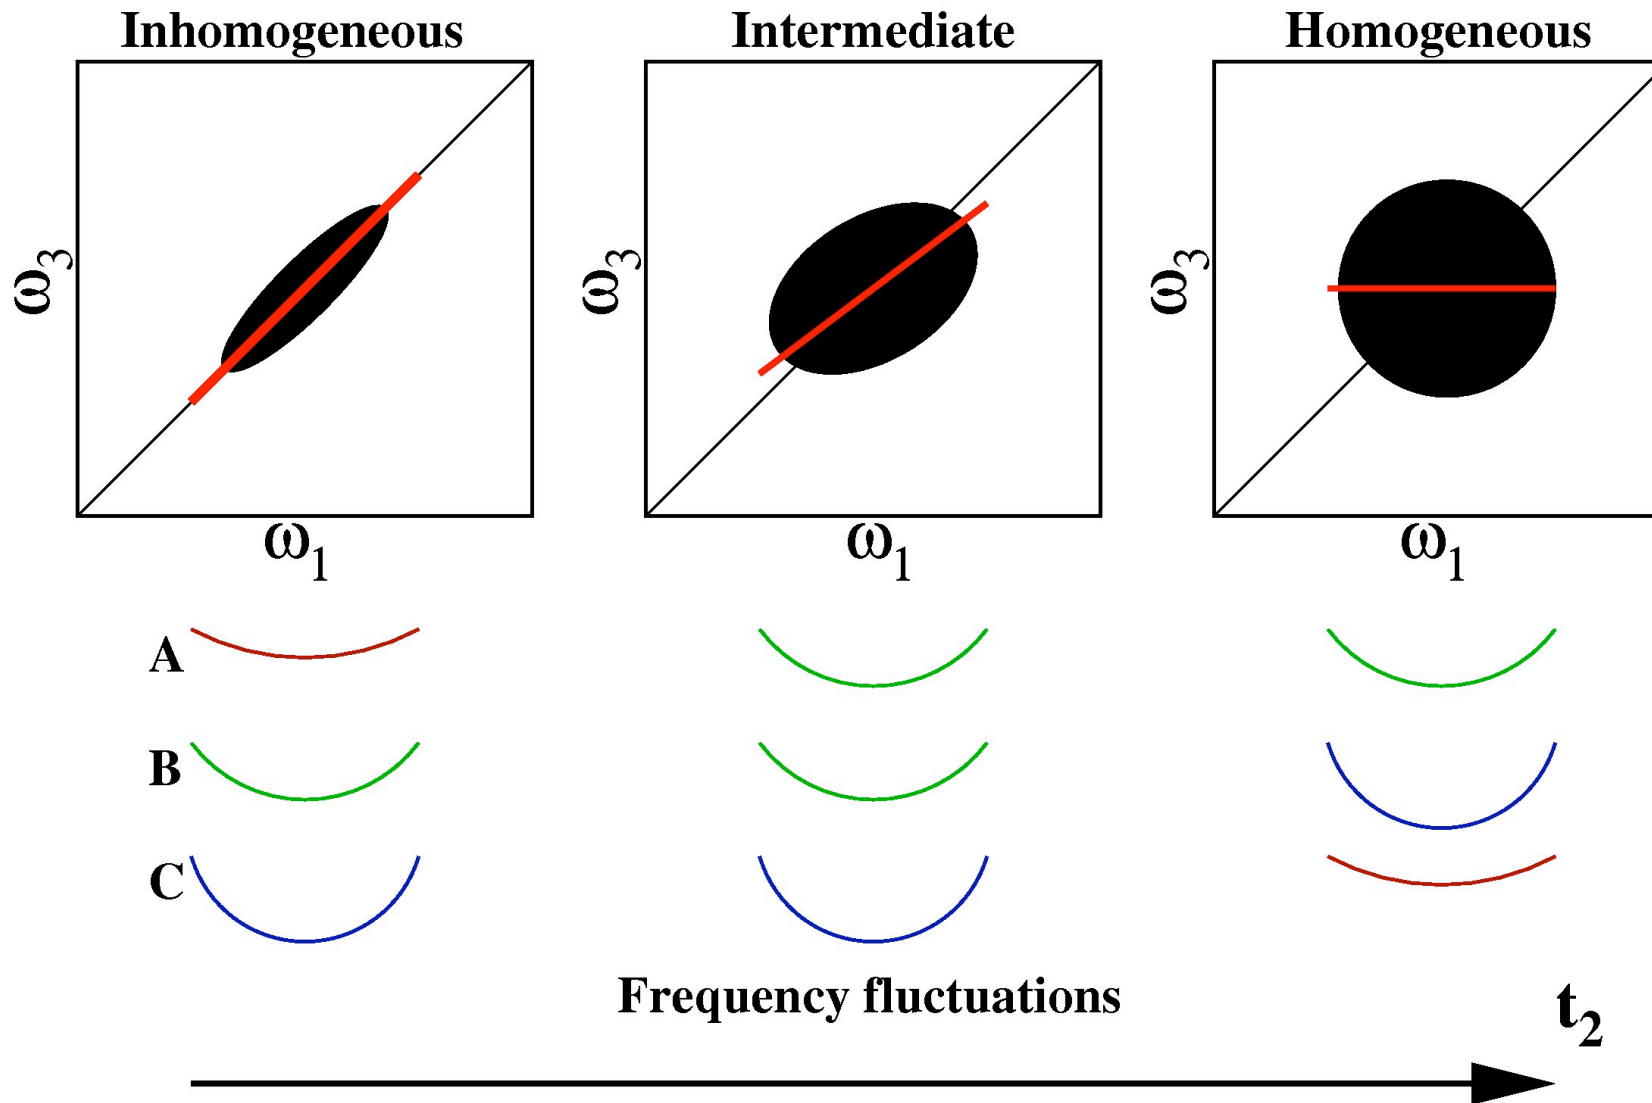 Inhomogeneous Intermediate Homogeneous
ω3 ω3 ω3
ω1 ω1 ω1
A
B
C
Frequency fluctuations
t2